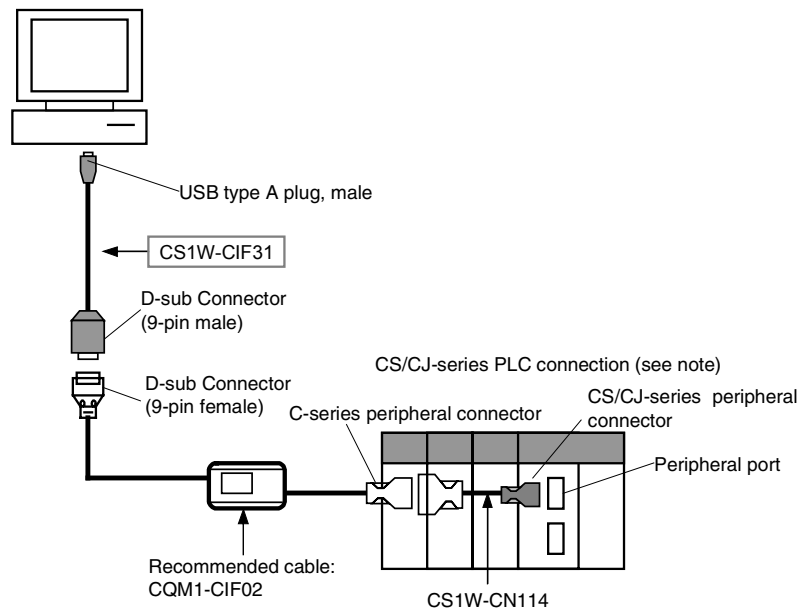 USB type A plug, male
CS1W-CIF31
D-sub Connector
(9-pin male)
CS/CJ-series PLC connection (see note)
D-sub Connector
(9-pin female)
C-series peripheral connector
CS/CJ-series peripheral
connector
Peripheral port
Recommended cable:
CQM1-CIF02
CS1W-CN114